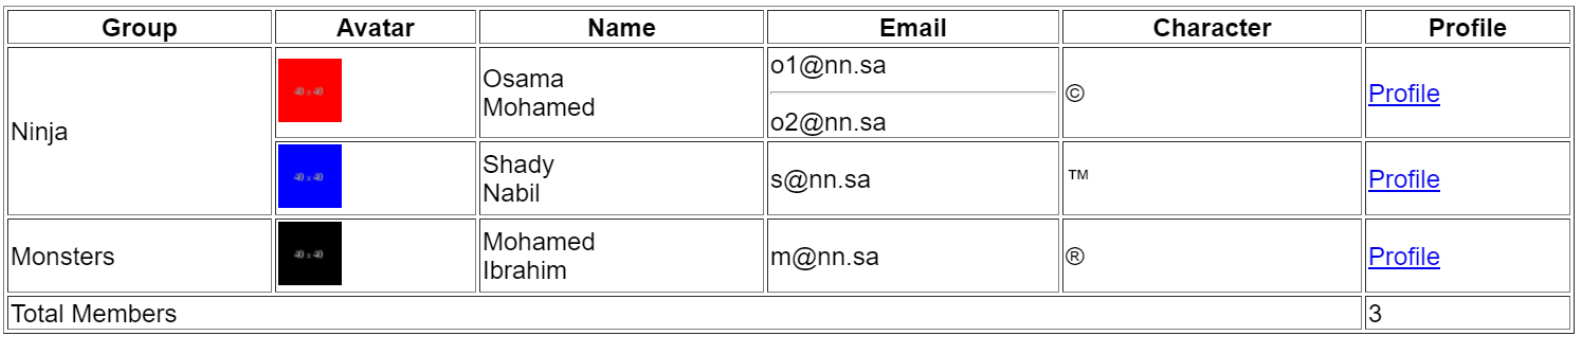 Group Avatar Name Email Character Profile
Ninja
40 x 40
Osama
Mohamed
o1@nn.sa
o2@nn.sa
©
Profile
40 x 40
Shady
Nabil
s@nn.sa
™
Profile
Monsters
40 x 40
Mohamed
Ibrahim
m@nn.sa
®
Profile
Total Members 3